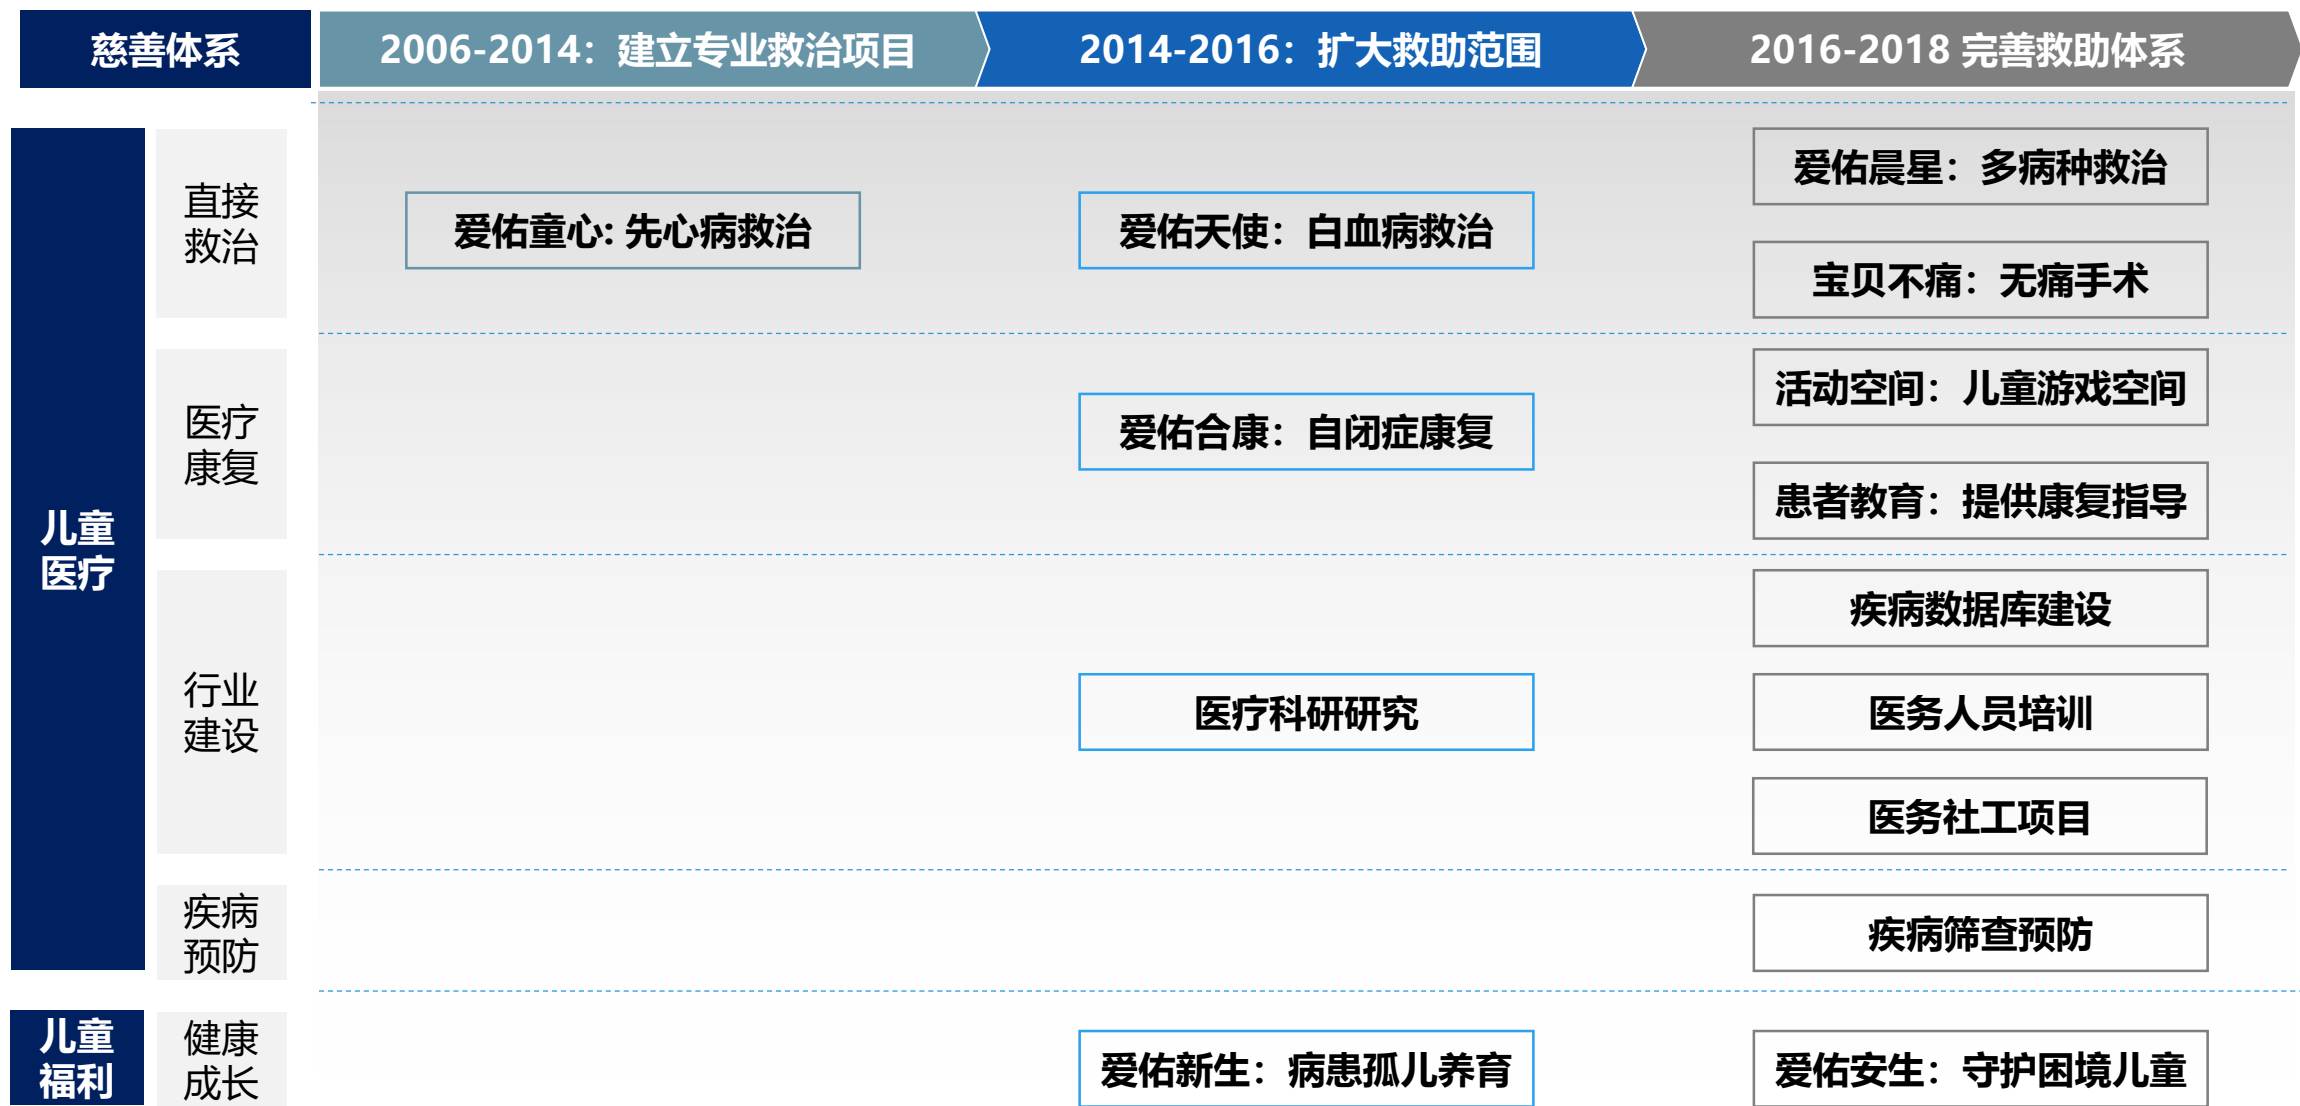 慈善体系
2006-2014：建立专业救治项目
2014-2016：扩大救助范围
2016-2018 完善救助体系
儿童
医疗
直接
救治
爱佑童心: 先心病救治
爱佑天使：白血病救治
爱佑晨星：多病种救治
宝贝不痛：无痛手术
医疗
康复
爱佑合康：自闭症康复
活动空间：儿童游戏空间
患者教育：提供康复指导
行业
建设
医疗科研研究
疾病数据库建设
医务人员培训
医务社工项目
疾病
预防
疾病筛查预防
儿童
福利
健康
成长
爱佑新生：病患孤儿养育
爱佑安生：守护困境儿童